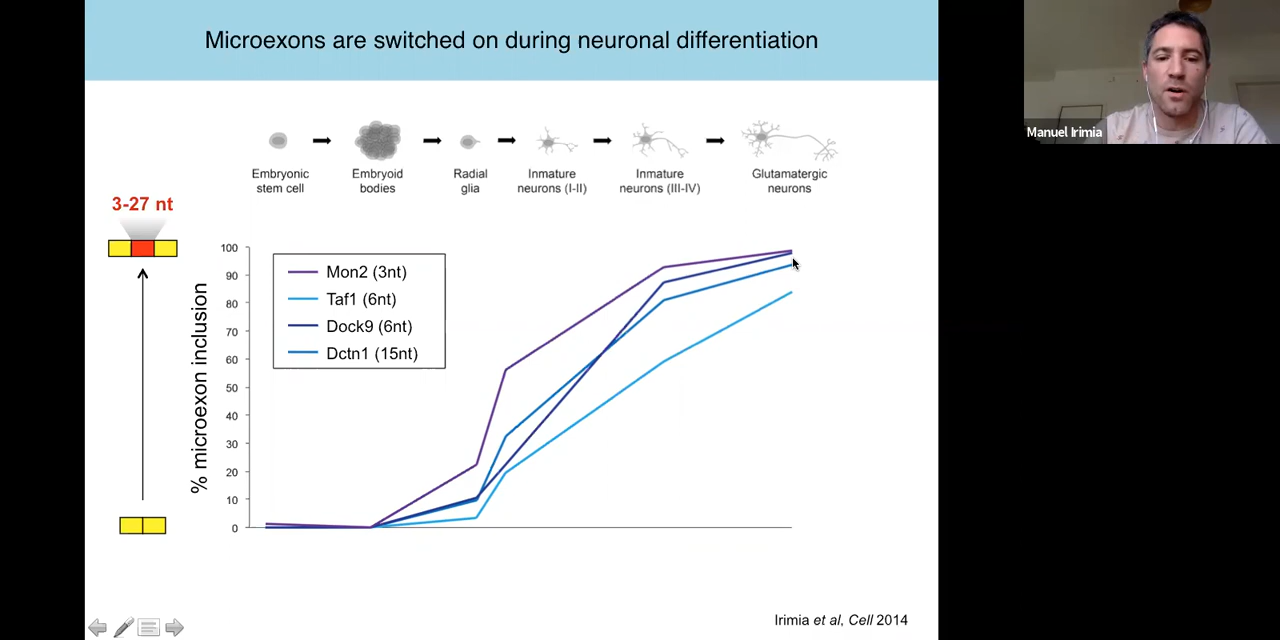 Microexons are switched on during neuronal differentiation
Manuel Irimia
Embryonic
stem cell
Embryoid
bodies
Radial
glia
Inmature
neurons (I-II)
Inmature
neurons (III-IV)
Glutamatergic
neurons
3-27 nt
% microexon inclusion
100
90
80
70
60
50
40
30
20
10
0
Mon2 (3nt)
Taf1 (6nt)
Dock9 (6nt)
Dctn1 (15nt)
Irimia et al, Cell 2014